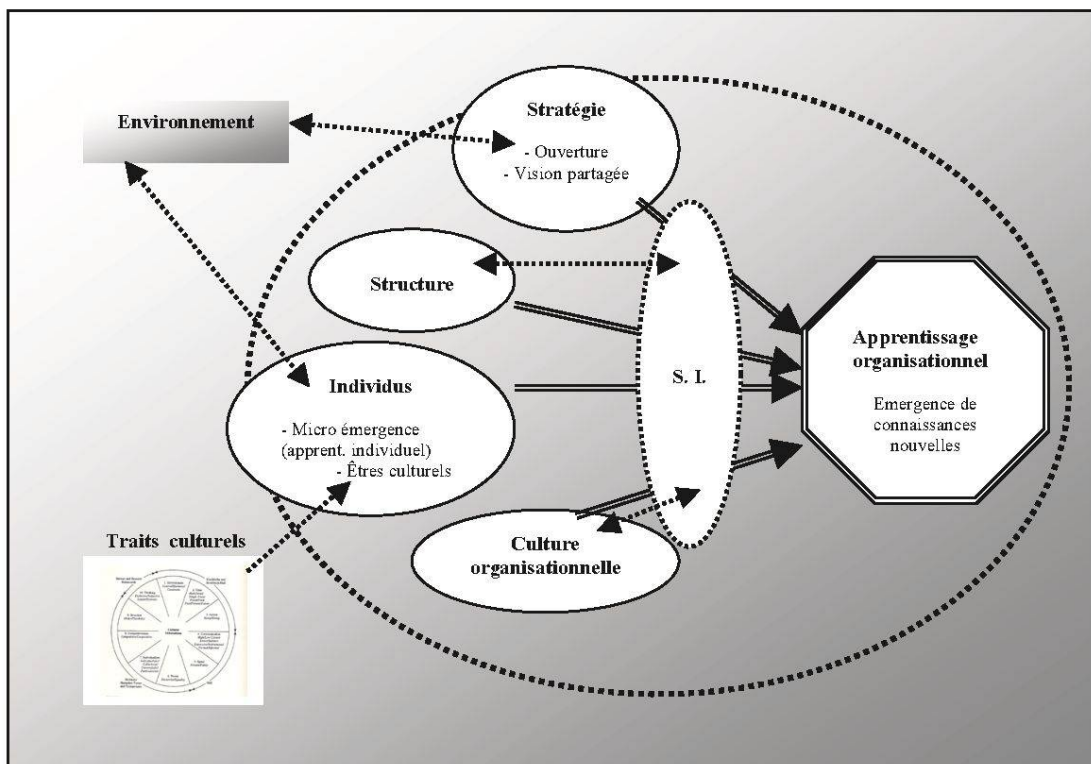 Environnement
Stratégie
- Ouverture
- Vision partagée
Structure
Individus
- Micro émergence
(apprent. individuel)
- Êtres culturels
S. I.
Apprentissage
organisationnel
Emergence de
connaissances
nouvelles
Culture
organisationnelle
Traits culturels